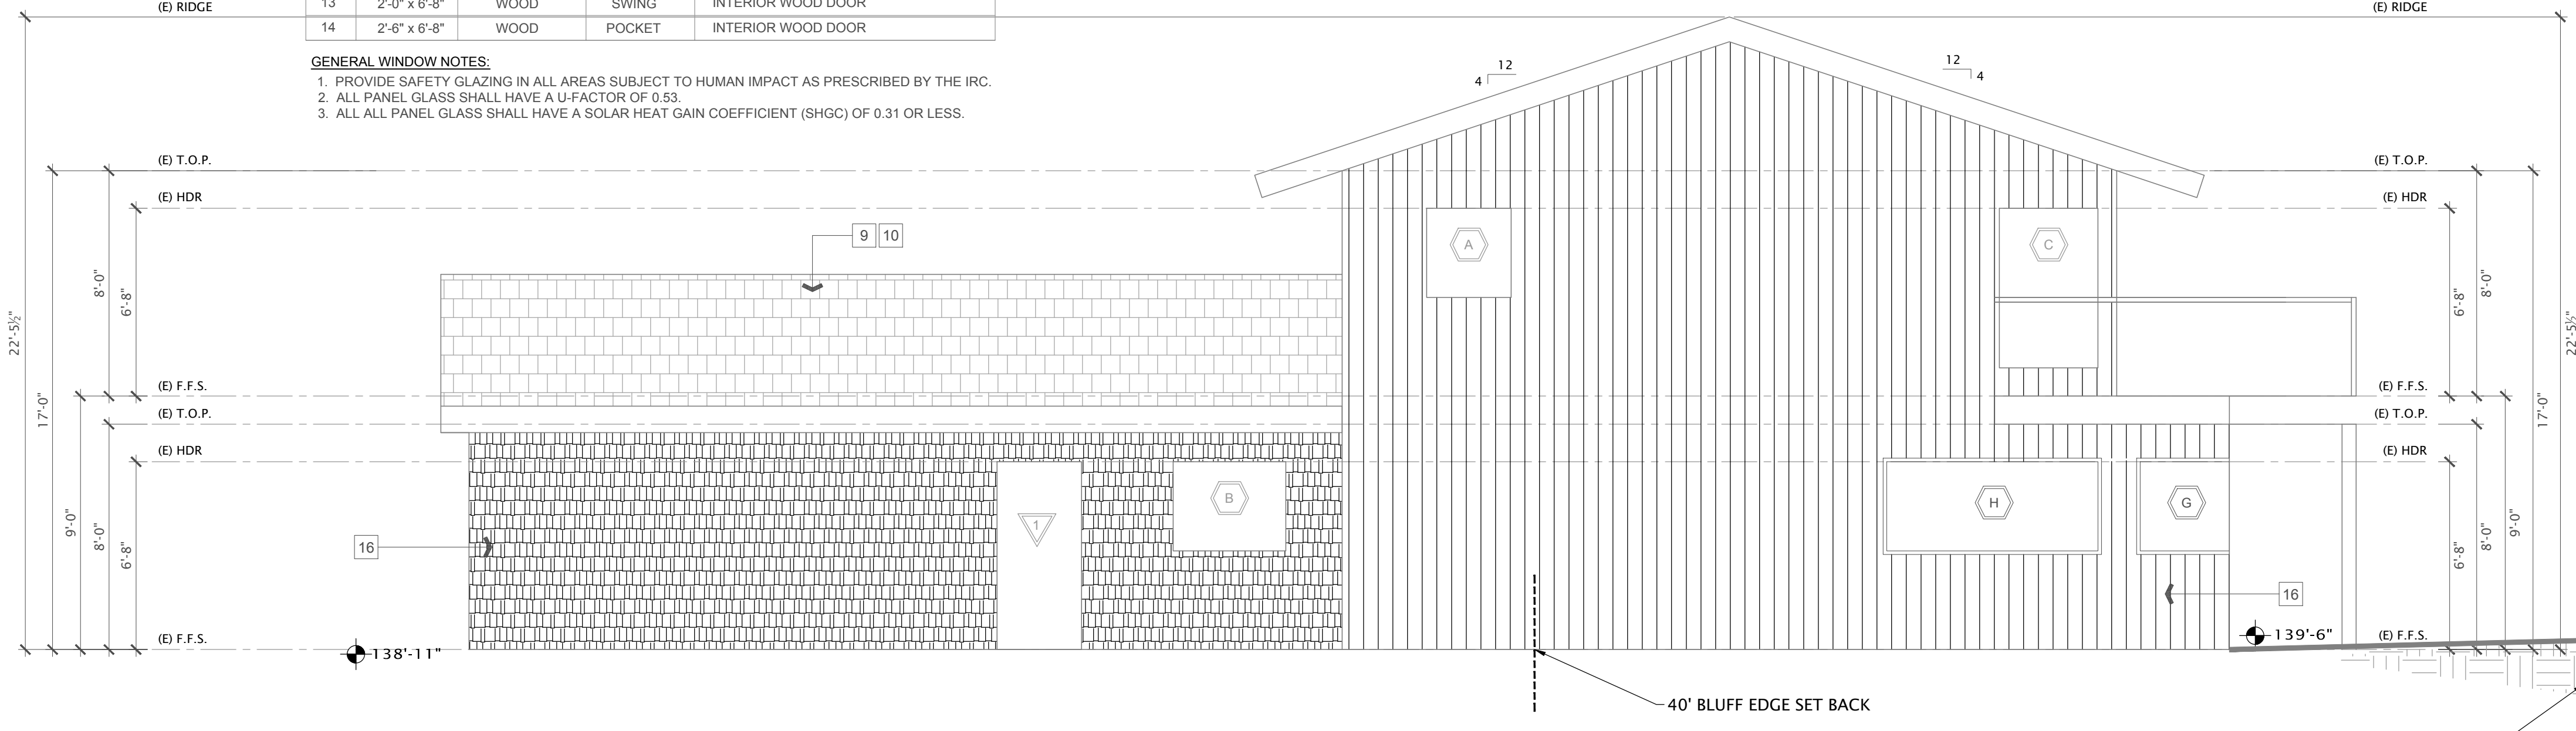 (E) RIDGE
13 2'-0" x 6'-8" WOOD SWING INTERIOR WOOD DOOR
14 2'-6" x 6'-8" WOOD POCKET INTERIOR WOOD DOOR
GENERAL WINDOW NOTES:
1. PROVIDE SAFETY GLAZING IN ALL AREAS SUBJECT TO HUMAN IMPACT AS PRESCRIBED BY THE IRC.
2. ALL PANEL GLASS SHALL HAVE A U-FACTOR OF 0.53.
3. ALL ALL PANEL GLASS SHALL HAVE A SOLAR HEAT GAIN COEFFICIENT (SHGC) OF 0.31 OR LESS.
(E) RIDGE
12
4
12
4
(E) T.O.P.
(E) HDR
(E) F.F.S.
(E) T.O.P.
(E) HDR
(E) F.F.S.
22'-5½"
17'-0"
8'-0"
6'-8"
9'-0"
8'-0"
6'-8"
9 10
16
1
B
A
C
H
G
16
138'-11"
139'-6"
40' BLUFF EDGE SET BACK
(E) T.O.P.
(E) HDR
(E) F.F.S.
(E) T.O.P.
(E) HDR
(E) F.F.S.
6'-8"
8'-0"
17'-0"
22'-5½"
6'-8"
8'-0"
9'-0"